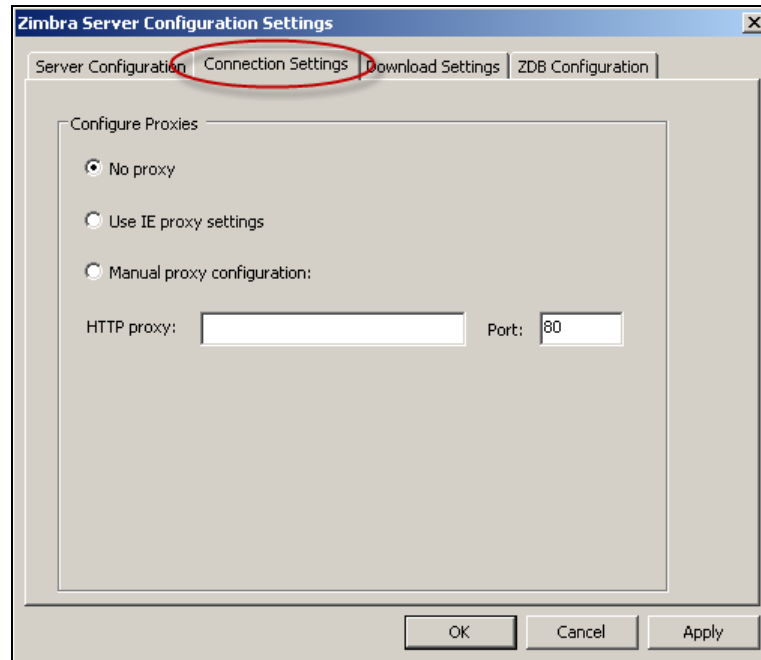 Zimbra Server Configuration Settings
Server Configuration Connection Settings Download Settings ZDB Configuration
Configure Proxies
No proxy
Use IE proxy settings
Manual proxy configuration:
HTTP proxy: Port: 80
OK Cancel Apply